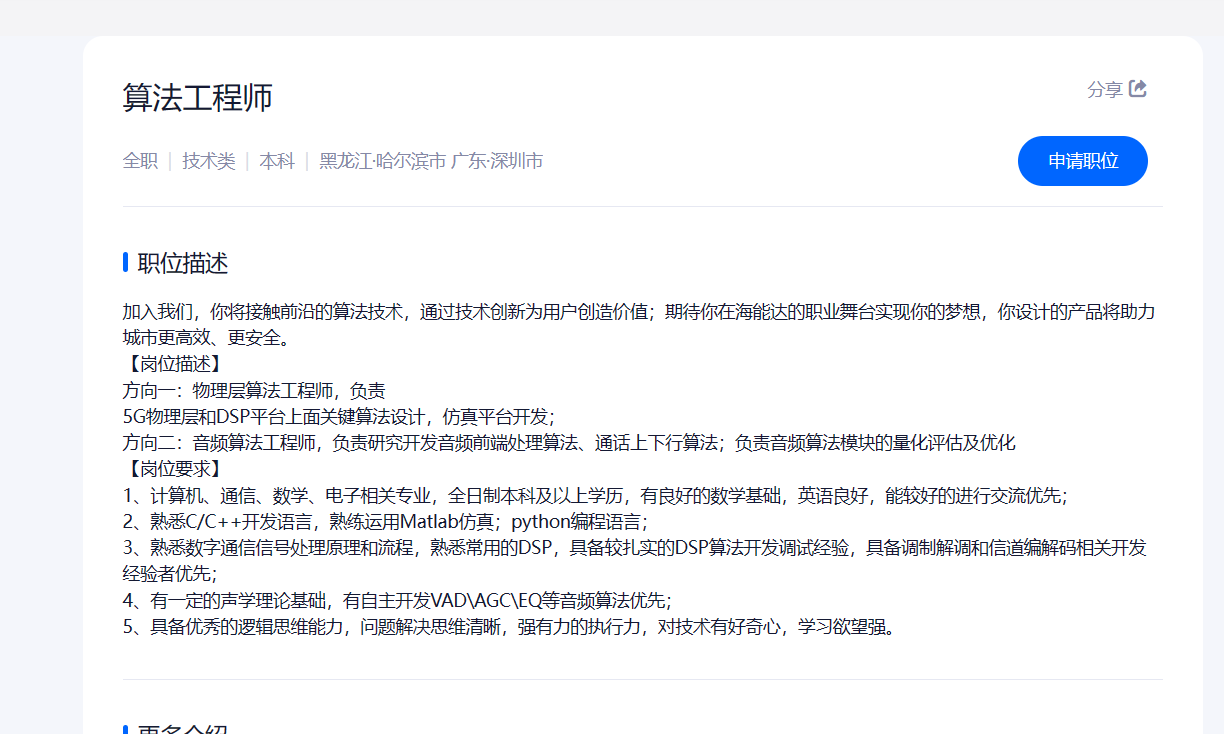 算法工程师
分享
全职 | 技术类 | 本科 | 黑龙江·哈尔滨市 广东·深圳市
申请职位
职位描述
加入我们，你将接触前沿的算法技术，通过技术创新为用户创造价值；期待你在海能达的职业舞台实现你的梦想，你设计的产品将助力
城市更高效、更安全。
【岗位描述】
方向一：物理层算法工程师，负责
5G物理层和DSP平台上面关键算法设计，仿真平台开发；
方向二：音频算法工程师，负责研究开发音频前端处理算法、通话上下行算法；负责音频算法模块的量化评估及优化
【岗位要求】
1、计算机、通信、数学、电子相关专业，全日制本科及以上学历，有良好的数学基础，英语良好，能较好的进行交流优先；
2、熟悉C/C++开发语言，熟练运用Matlab仿真；python编程语言；
3、熟悉数字通信信号处理原理和流程，熟悉常用的DSP，具备较扎实的DSP算法开发调试经验，具备调制解调和信道编解码相关开发
经验者优先；
4、有一定的声学理论基础，有自主开发VAD\AGC\EQ等音频算法优先；
5、具备优秀的逻辑思维能力，问题解决思维清晰，强有力的执行力，对技术有好奇心，学习欲望强。
更多介绍